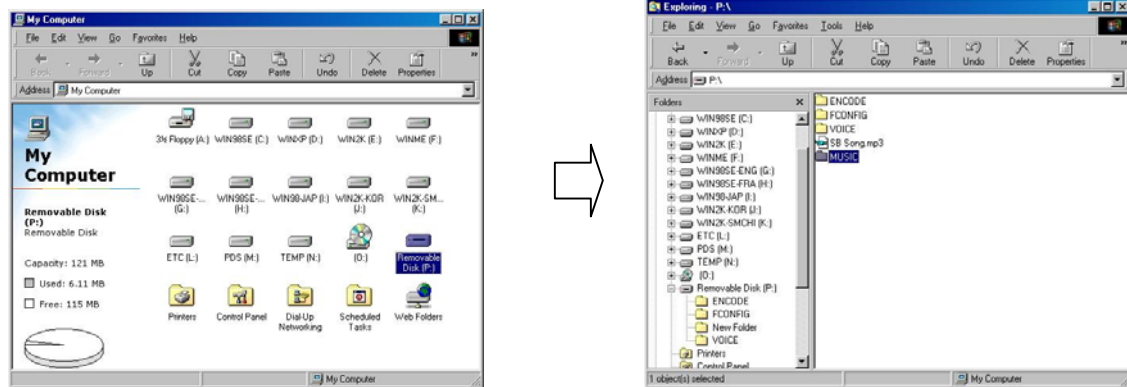 My Computer
File Edit View Go Favorites Help
Back Forward Up Cut Copy Paste Undo Delete Properties »
Address My Computer
My
Computer
Removable Disk
(P:)
Removable Disk
Capacity: 121 MB
Used: 6.11 MB
Free: 115 MB
3½ Floppy (A:) WIN98SE (C:) WINXP (D:) WIN2K (E:) WINME (F:)
WIN98SE-... WIN98SE-... WIN98-JAP (I:) WIN2K-KOR WIN2K-SM...
(G:) (H:) (J:) (K:)
ETC (L:) PDS (M:) TEMP (N:) (O:) Removable
Disk (P:)
Printers Control Panel Dial-Up Scheduled Web Folders
Networking Tasks
My Computer
Exploring - P:\
File Edit View Go Favorites Tools Help
Back Forward Up Cut Copy Paste Undo Delete Properties »
Address P:\
Folders
WIN98SE (C:)
WINXP (D:)
WIN2K (E:)
WINME (F:)
WIN98SE-ENG (G:)
WIN98SE-FRA (H:)
WIN98-JAP (I:)
WIN2K-KOR (J:)
WIN2K-SMCHI (K:)
ETC (L:)
PDS (M:)
TEMP (N:)
(O:)
Removable Disk (P:)
ENCODE
FCONFIG
New Folder
VOICE
Printers
Control Panel
ENCODE
FCONFIG
VOICE
SB Song.mp3
MUSIC
1 object(s) selected
My Computer